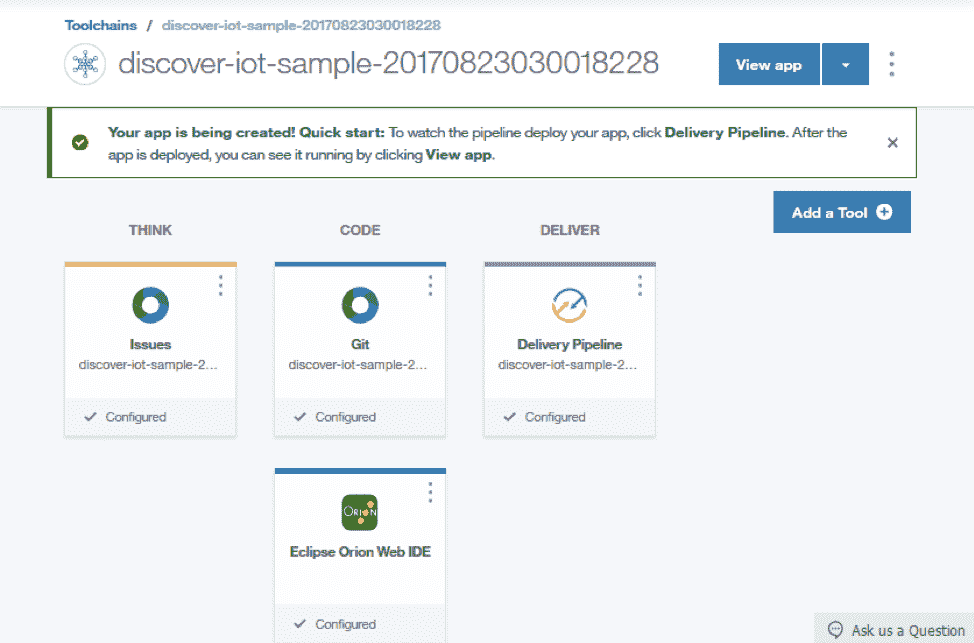 Toolchains / discover-iot-sample-20170823030018228
discover-iot-sample-20170823030018228
View app
Your app is being created! Quick start: To watch the pipeline deploy your app, click Delivery Pipeline. After the
app is deployed, you can see it running by clicking View app.
Add a Tool
THINK
CODE
DELIVER
Issues
discover-iot-sample-2...
Configured
Git
discover-iot-sample-2...
Configured
Delivery Pipeline
discover-iot-sample-2...
Configured
ORION
Eclipse Orion Web IDE
Configured
Ask us a Question